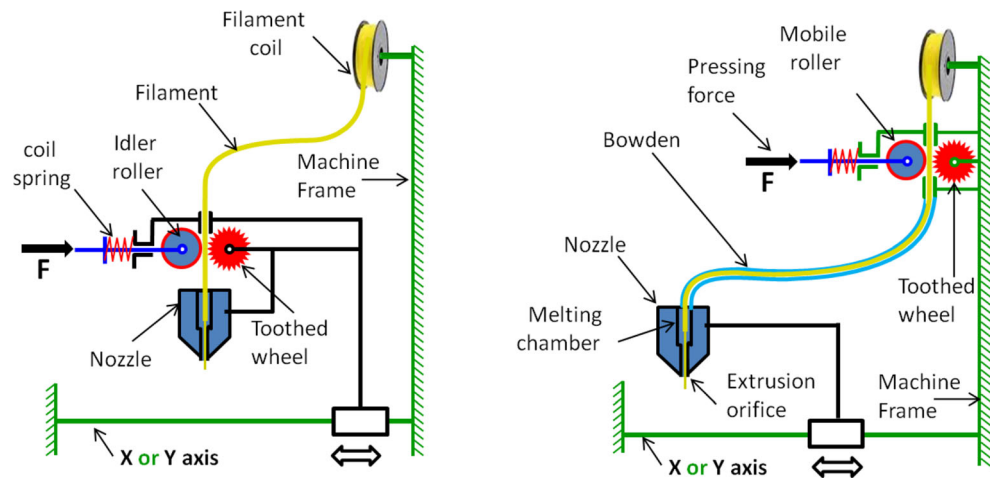 Filament
coil
Filament
Idler
roller
coil
spring
Machine
Frame
F
Nozzle
Toothed
wheel
X or Y axis
Mobile
roller
Pressing
force
Bowden
F
Nozzle
Toothed
wheel
Melting
chamber
Extrusion
orifice
Machine
Frame
X or Y axis